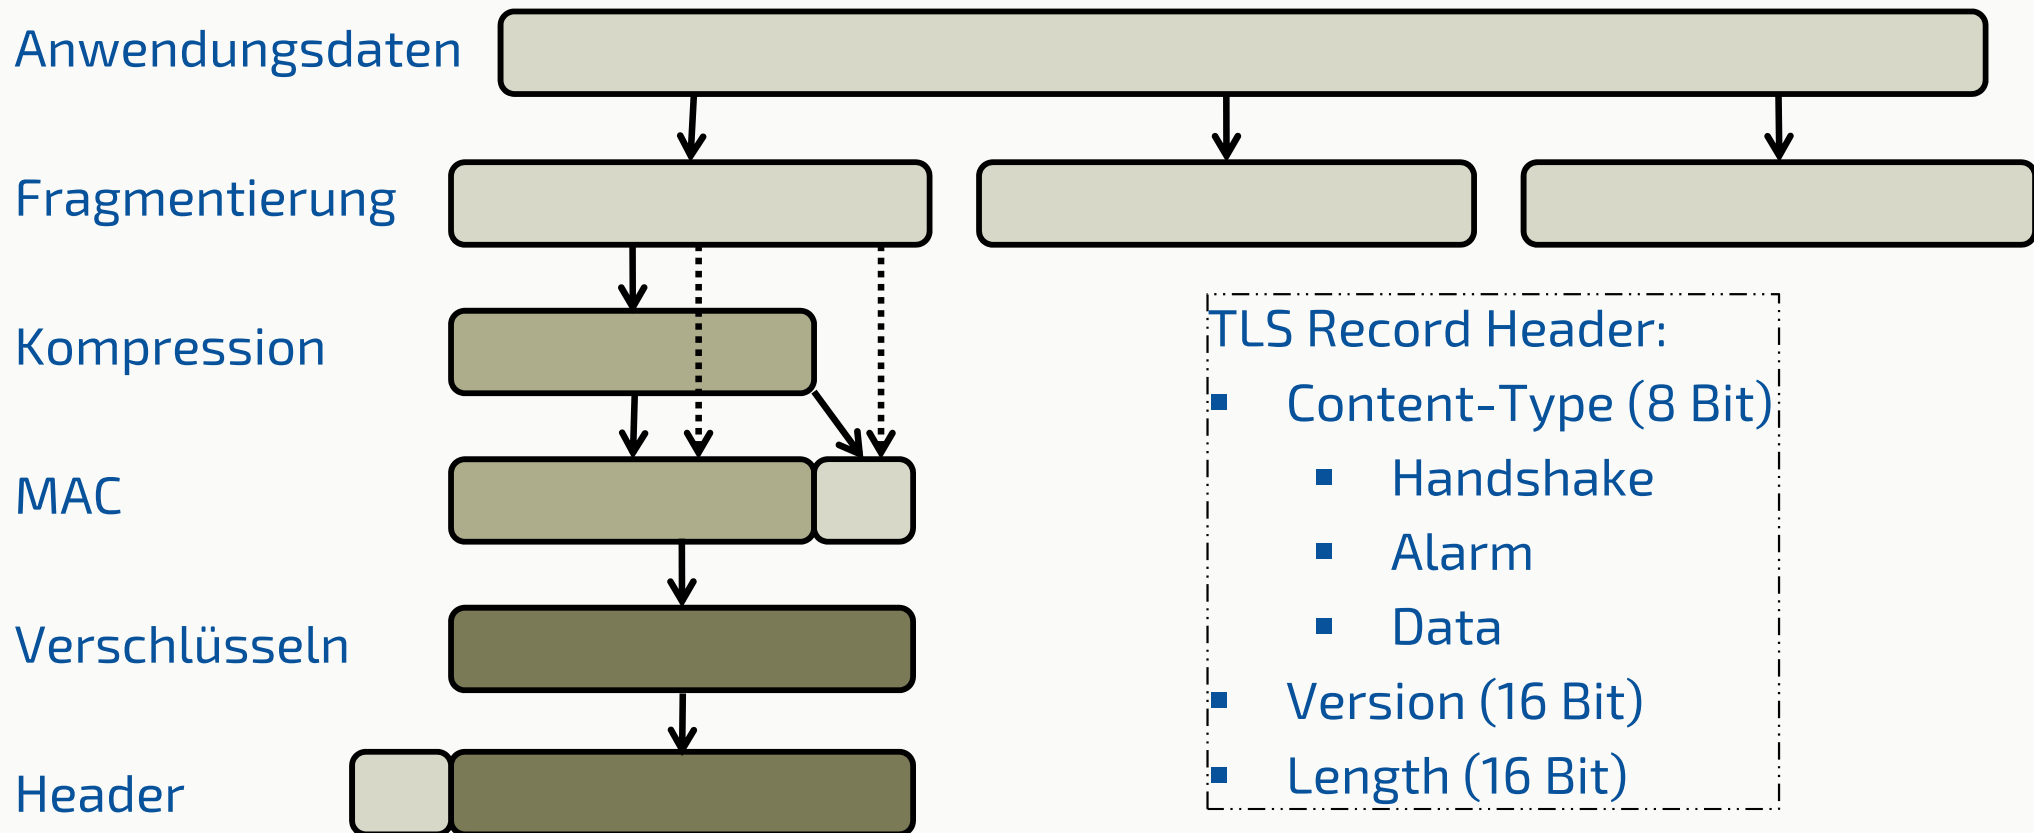 Anwendungsdaten
Fragmentierung
Kompression
MAC
Verschlüsseln
Header
TLS Record Header:
Content-Type (8 Bit)
Handshake
Alarm
Data
Version (16 Bit)
Length (16 Bit)